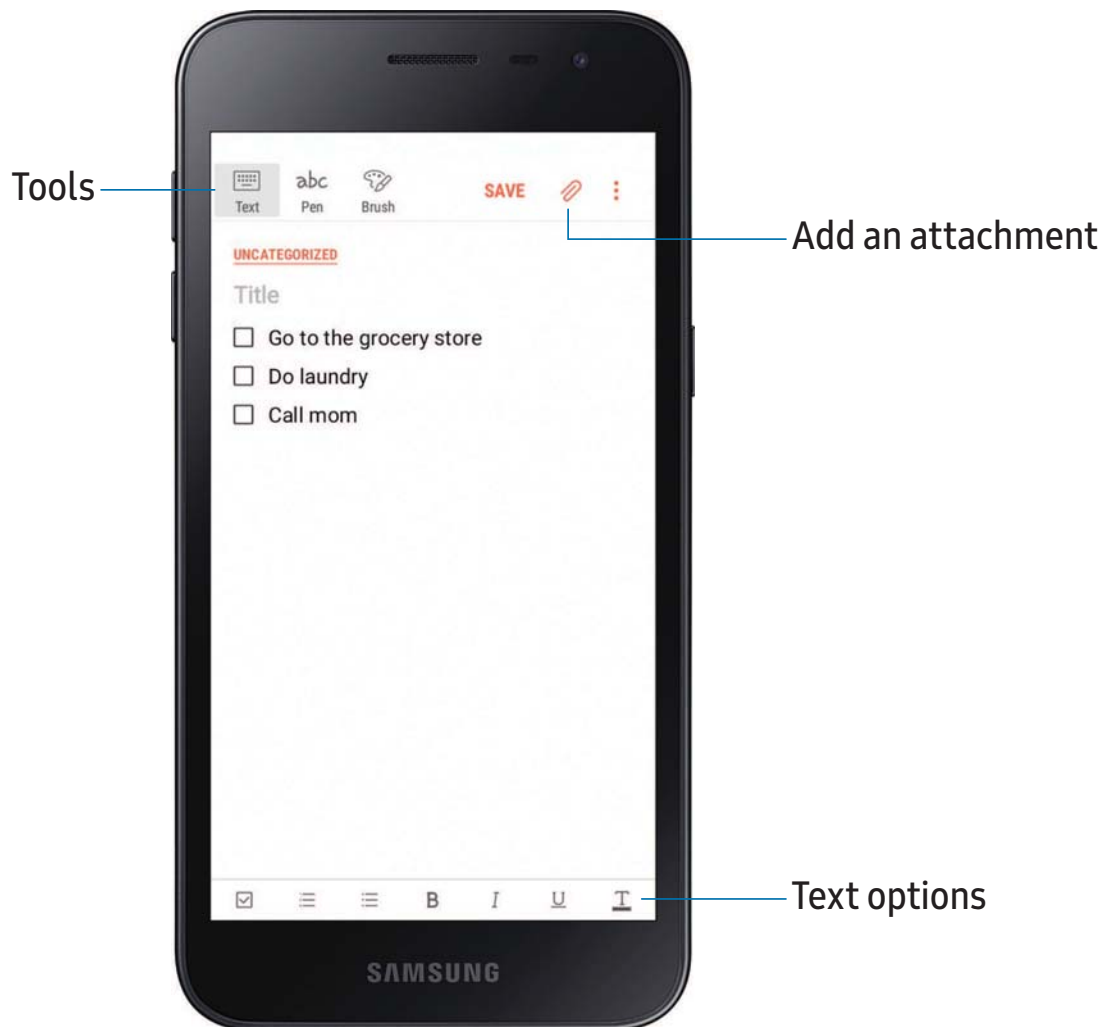 Tools
Text
abc
Pen
Brush
SAVE
Add an attachment
UNCATEGORIZED
Title
Go to the grocery store
Do laundry
Call mom
B I U T
Text options
SAMSUNG